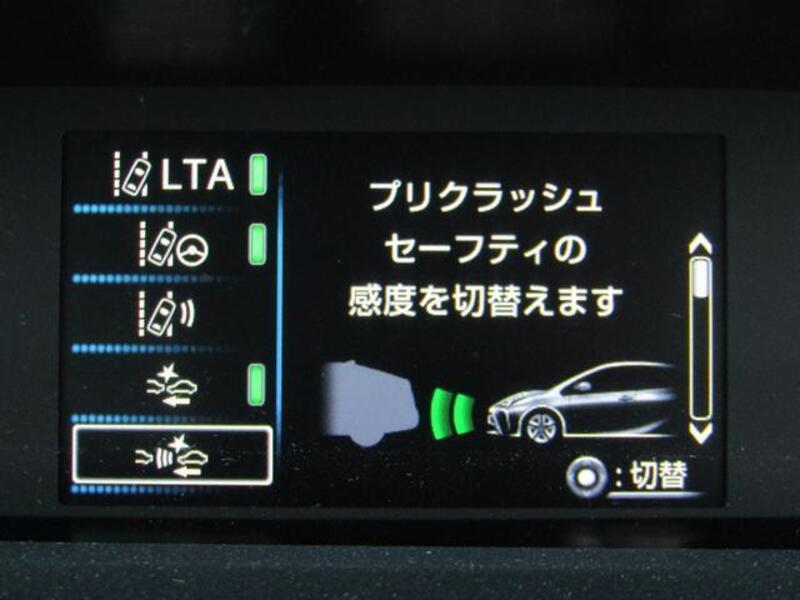 LTA
プリクラッシュ
セーフティの
感度を切替えます
:切替